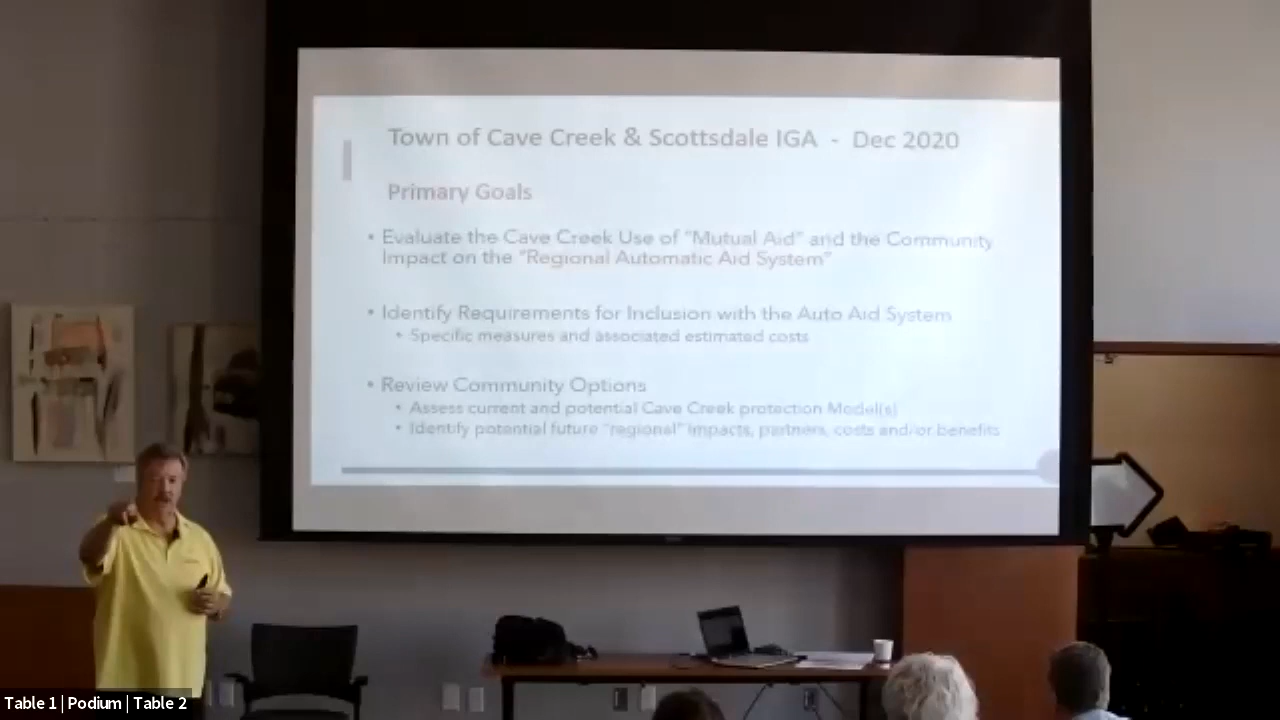 Town of Cave Creek & Scottsdale IGA - Dec 2020
Primary Goals
• Evaluate the Cave Creek Use of "Mutual Aid" and the Community
Impact on the "Regional Automatic Aid System"
• Identify Requirements for Inclusion with the Auto Aid System
• Specific measures and associated estimated costs
• Review Community Options
• Assess current and potential Cave Creek protection Model(s)
• Identify potential future "regional" impacts, partners, costs and/or benefits
Table 1 | Podium | Table 2